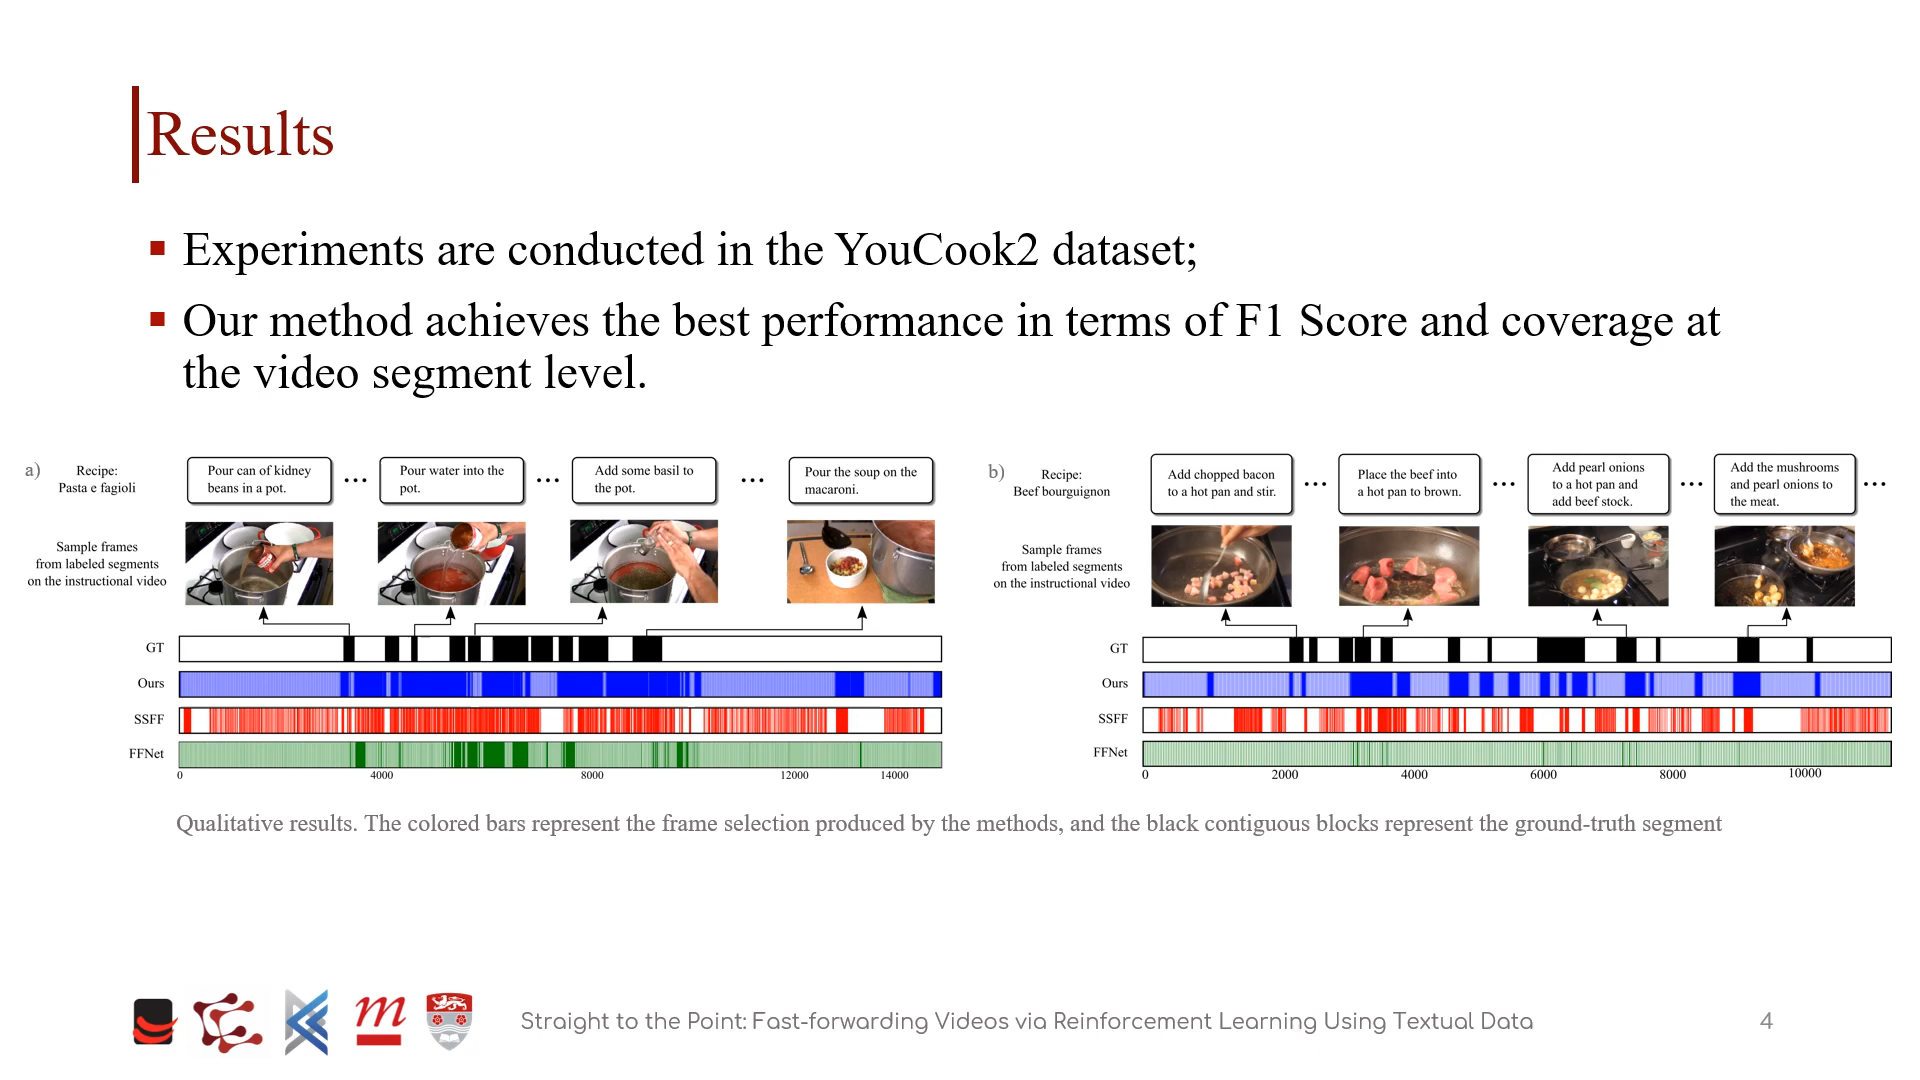 Results
Experiments are conducted in the YouCook2 dataset;
Our method achieves the best performance in terms of F1 Score and coverage at
the video segment level.
a)
Recipe:
Pasta e fagioli
Pour can of kidney
beans in a pot.
...
Pour water into the
pot.
...
Add some basil to
the pot.
...
Pour the soup on the
macaroni.
Sample frames
from labeled segments
on the instructional video
GT
Ours
SSFF
FFNet
0 4000 8000 12000 14000
b)
Recipe:
Beef bourguignon
Add chopped bacon
to a hot pan and stir.
...
Place the beef into
a hot pan to brown.
...
Add pearl onions
to a hot pan and
add beef stock.
...
Add the mushrooms
and pearl onions to
the meat.
...
Sample frames
from labeled segments
on the instructional video
GT
Ours
SSFF
FFNet
0 2000 4000 6000 8000 10000
Qualitative results. The colored bars represent the frame selection produced by the methods, and the black contiguous blocks represent the ground-truth segment
m
Straight to the Point: Fast-forwarding Videos via Reinforcement Learning Using Textual Data
4